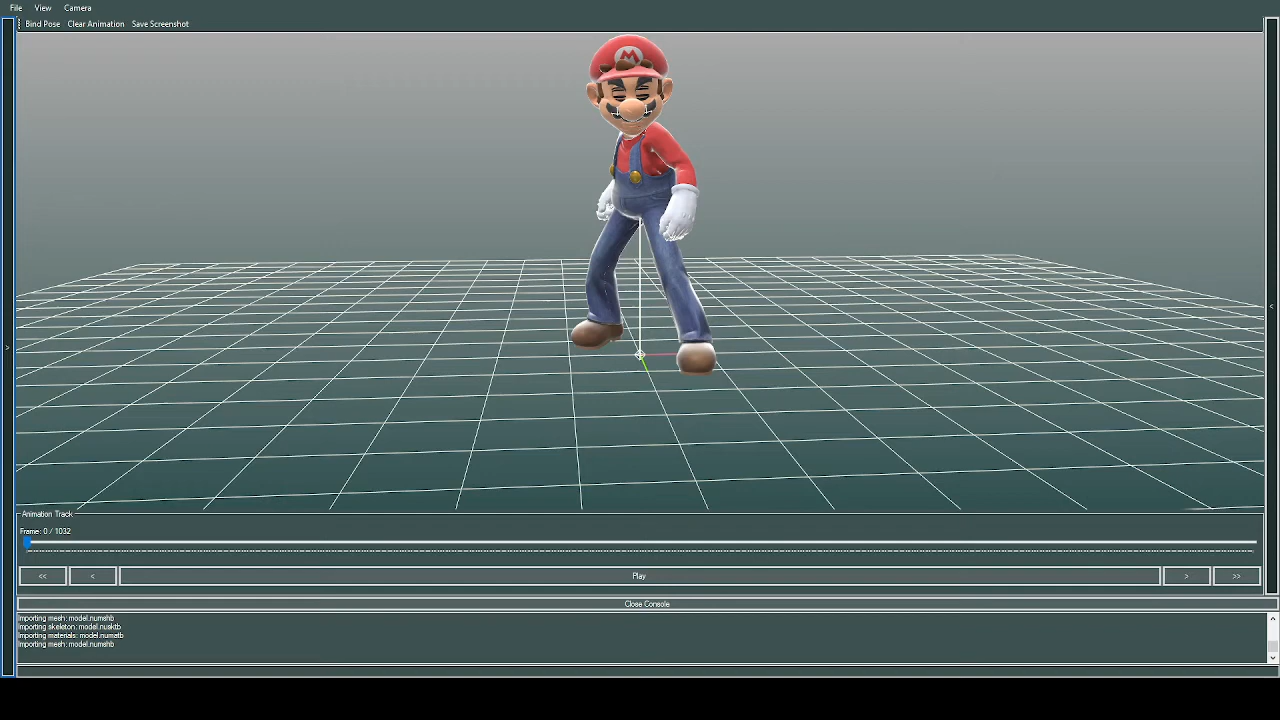 File View Camera
Bind Pose Clear Animation Save Screenshot
M
Animation Track
Frame: 0 / 1032
<< < Play > >>
Close Console
Importing mesh: model.numshb
Importing skeleton: model.nusktb
Importing materials: model.numatb
Importing mesh: model.numshb